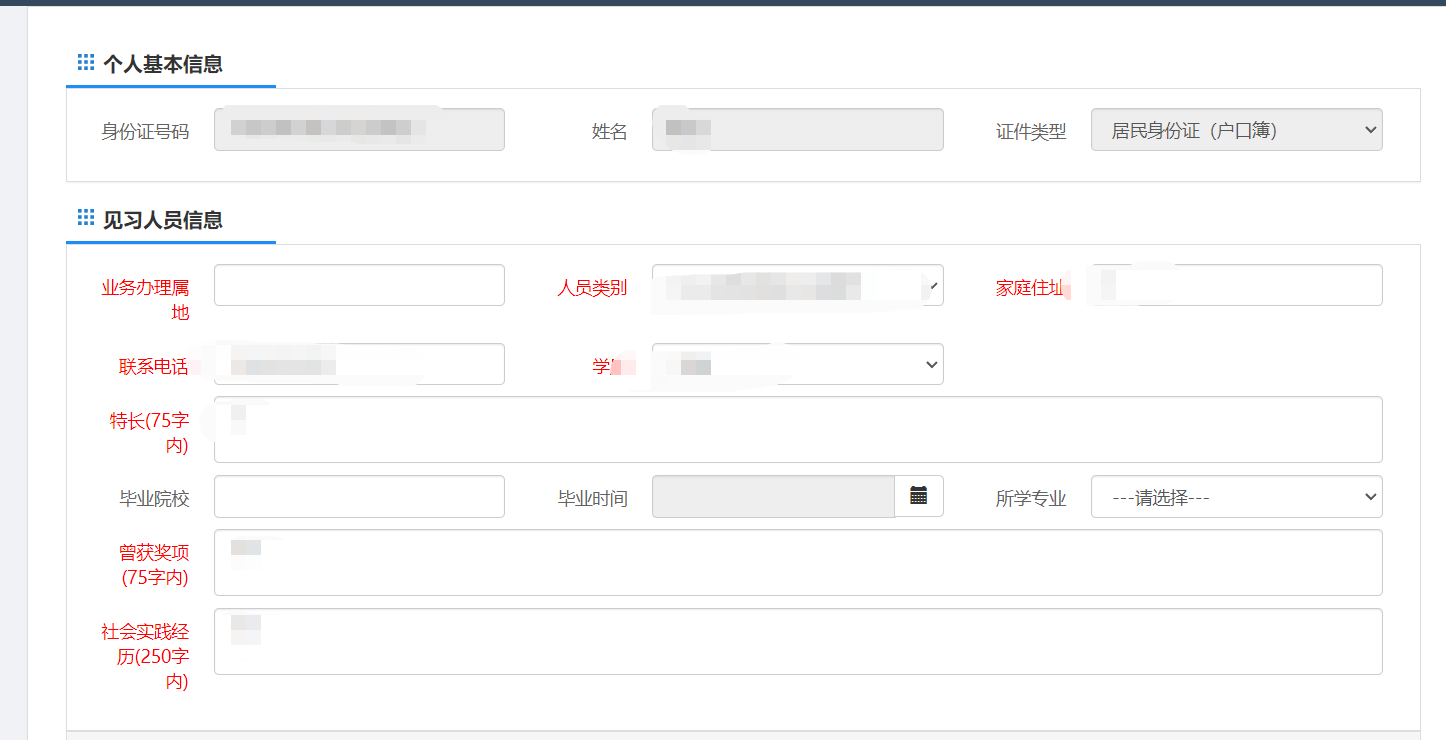 个人基本信息
身份证号码
姓名
证件类型
居民身份证（户口簿）
见习人员信息
业务办理属
地
人员类别
家庭住址
联系电话
学
特长(75字
内)
毕业院校
毕业时间
所学专业
---请选择---
曾获奖项
(75字内)
社会实践经
历(250字
内)